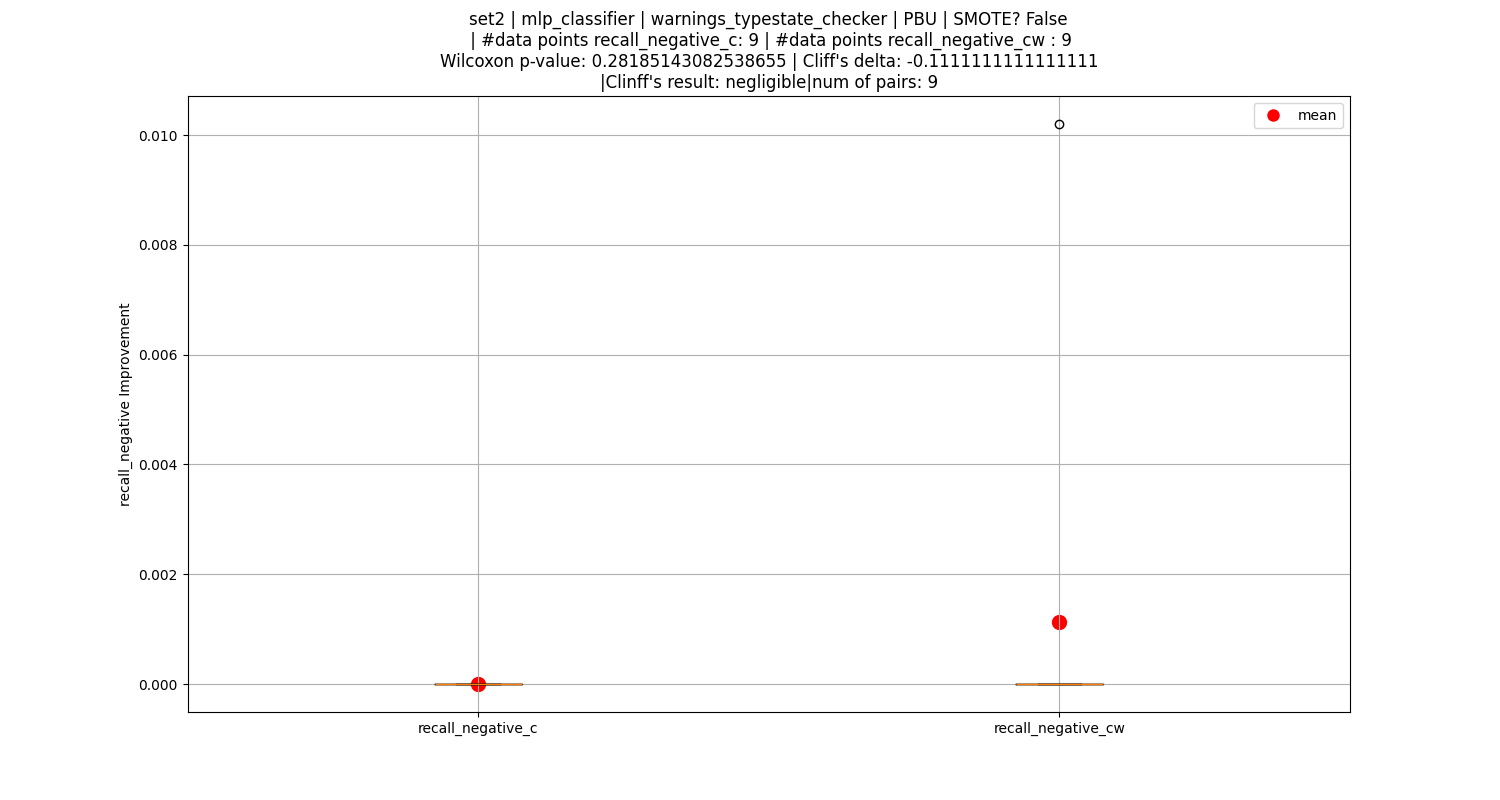 set2 | mlp_classifier | warnings_typestate_checker | PBU | SMOTE? False
| #data points recall_negative_c: 9 | #data points recall_negative_cw : 9
Wilcoxon p-value: 0.28185143082538655 | Cliff's delta: -0.1111111111111111
|Clinff's result: negligible|num of pairs: 9
mean
recall_negative Improvement
0.010
0.008
0.006
0.004
0.002
0.000
recall_negative_c
recall_negative_cw